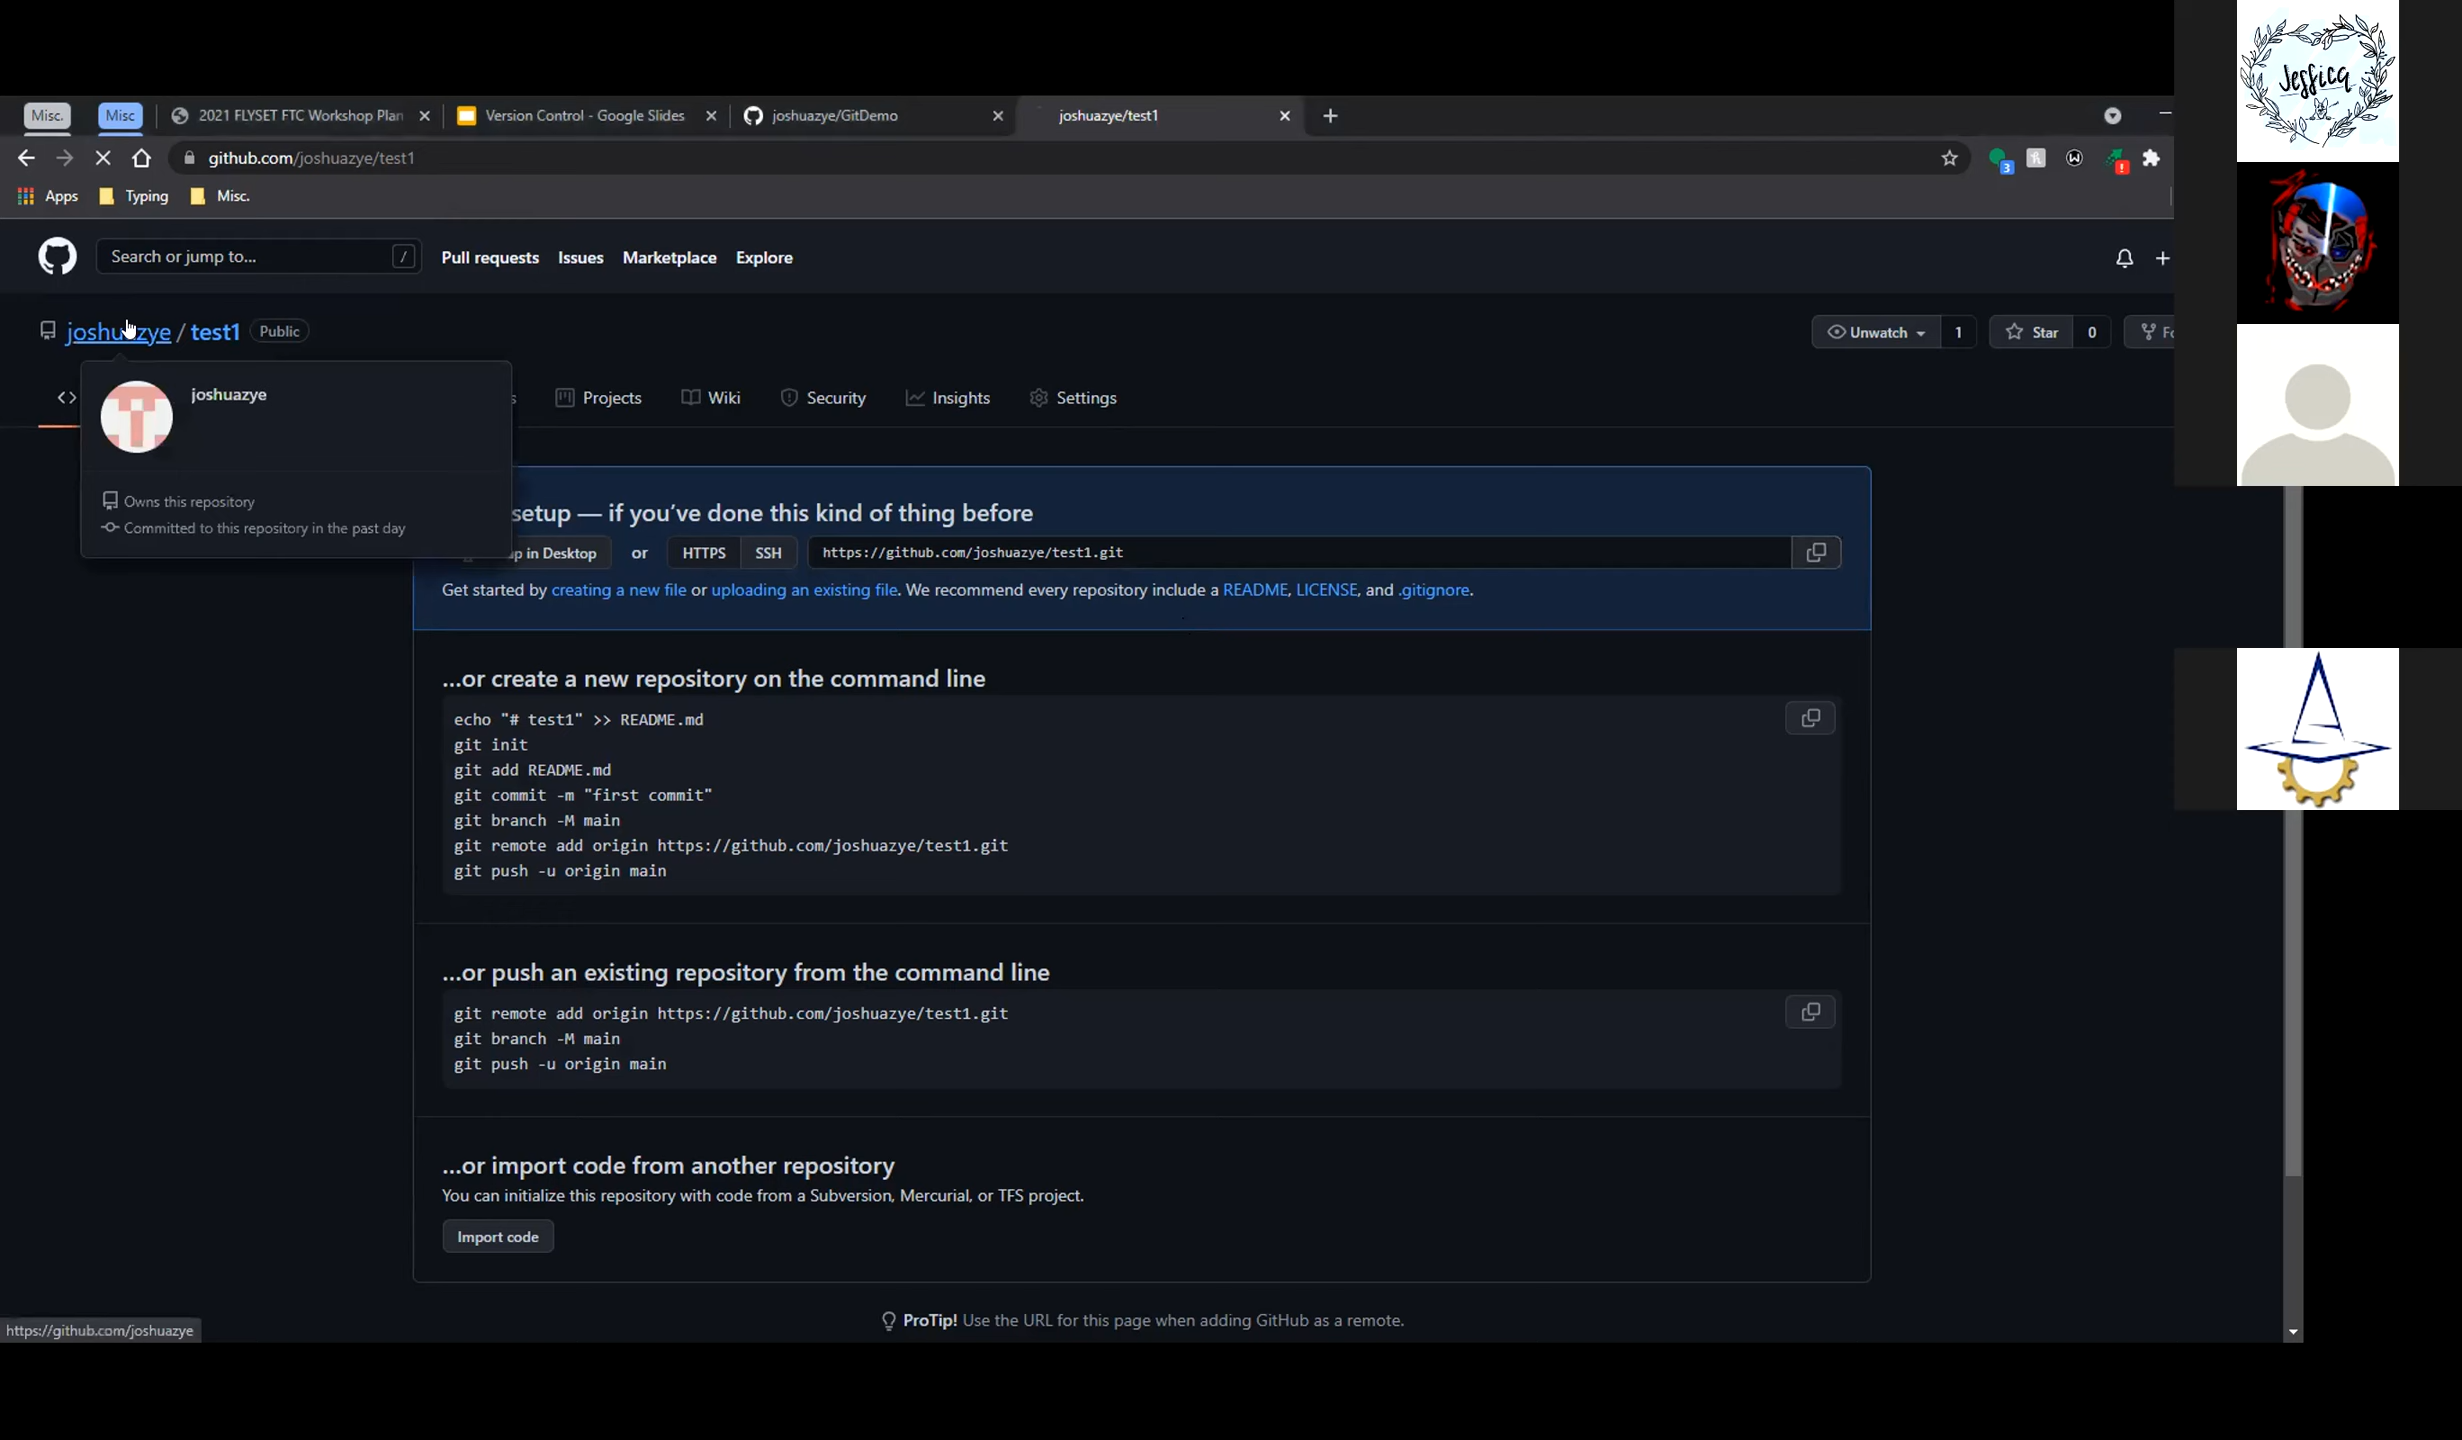 Jessica
Misc.
Misc
2021 FLYSET FTC Workshop Plan
Version Control - Google Slides
joshuazye/GitDemo
joshuazye/test1
github.com/joshuazye/test1
3
!
Apps
Typing
Misc.
Search or jump to...
/
Pull requests
Issues
Marketplace
Explore
joshuazye / test1
Public
Unwatch
1
Star
0
Fo
joshuazye
s
Projects
Wiki
Security
Insights
Settings
Owns this repository
Committed to this repository in the past day
setup — if you've done this kind of thing before
p in Desktop
or
HTTPS
SSH
https://github.com/joshuazye/test1.git
Get started by creating a new file or uploading an existing file. We recommend every repository include a README, LICENSE, and .gitignore.
...or create a new repository on the command line
echo "# test1" >> README.md
git init
git add README.md
git commit -m "first commit"
git branch -M main
git remote add origin https://github.com/joshuazye/test1.git
git push -u origin main
...or push an existing repository from the command line
git remote add origin https://github.com/joshuazye/test1.git
git branch -M main
git push -u origin main
...or import code from another repository
You can initialize this repository with code from a Subversion, Mercurial, or TFS project.
Import code
ProTip! Use the URL for this page when adding GitHub as a remote.
https://github.com/joshuazye